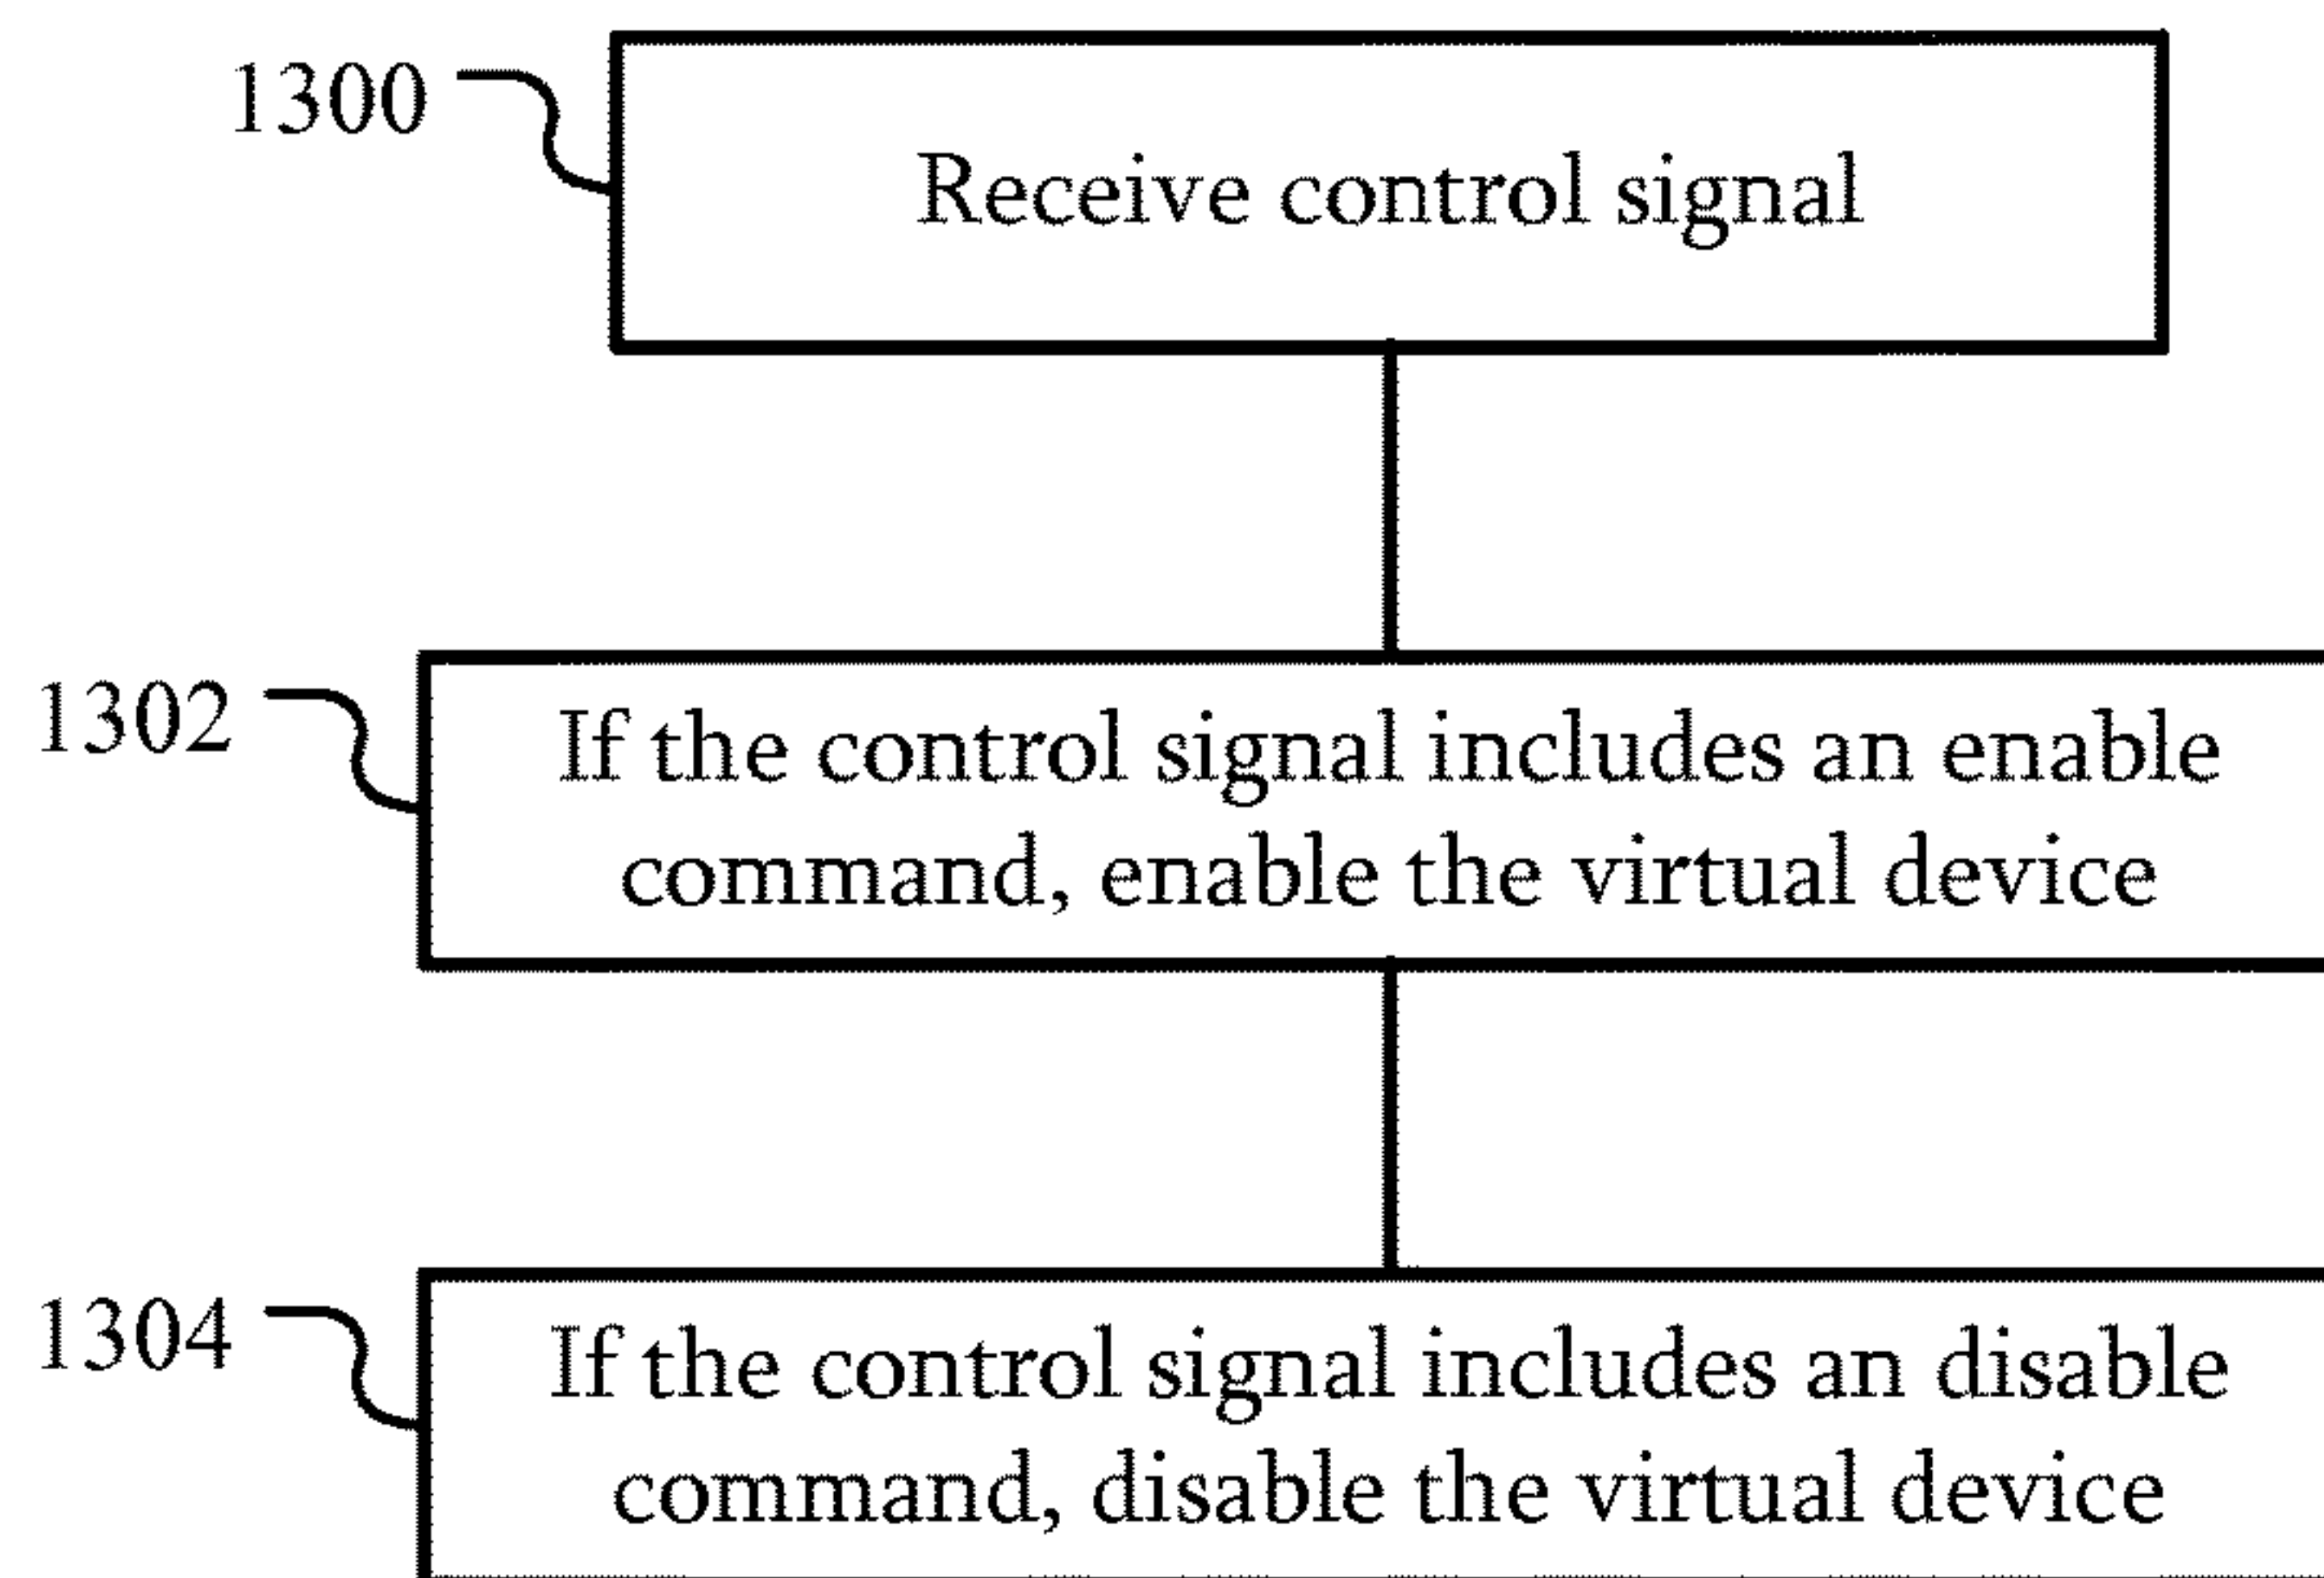 1300
Receive control signal
1302
If the control signal includes an enable
command, enable the virtual device
1304
If the control signal includes an disable
command, disable the virtual device